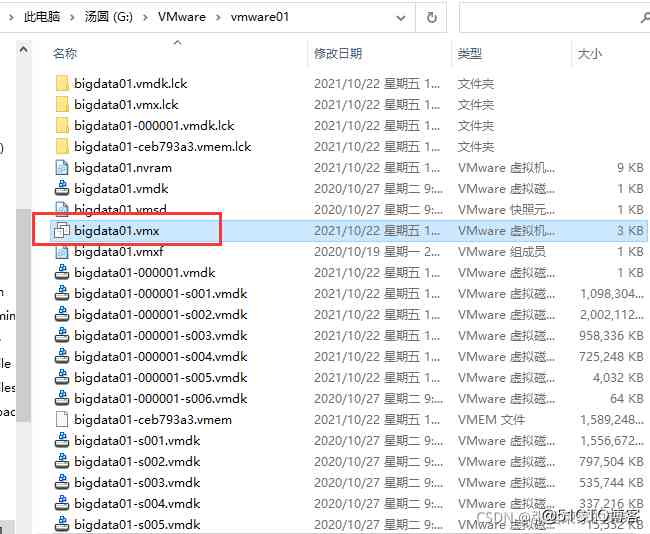 此电脑 > 汤圆 (G:) > VMware > vmware01
名称 修改日期 类型 大小
bigdata01.vmdk.lck 2021/10/22 星期五 1... 文件夹
bigdata01.vmx.lck 2021/10/22 星期五 1... 文件夹
bigdata01-000001.vmdk.lck 2021/10/22 星期五 1... 文件夹
bigdata01-ceb793a3.vmem.lck 2021/10/22 星期五 1... 文件夹
bigdata01.nvram 2021/10/22 星期五 1... VMware 虚拟机... 9 KB
bigdata01.vmdk 2020/10/27 星期二 9:... VMware 虚拟磁... 1 KB
bigdata01.vmsd 2020/10/27 星期二 9:... VMware 快照元... 1 KB
bigdata01.vmx 2021/10/22 星期五 1... VMware 虚拟机... 3 KB
bigdata01.vmxf 2020/10/19 星期一 2... VMware 组成员 1 KB
bigdata01-000001.vmdk 2021/10/22 星期五 1... VMware 虚拟磁... 1 KB
bigdata01-000001-s001.vmdk 2021/10/22 星期五 1... VMware 虚拟磁... 1,098,304...
bigdata01-000001-s002.vmdk 2021/10/22 星期五 1... VMware 虚拟磁... 2,002,112...
bigdata01-000001-s003.vmdk 2021/10/22 星期五 1... VMware 虚拟磁... 958,336 KB
bigdata01-000001-s004.vmdk 2021/10/22 星期五 1... VMware 虚拟磁... 725,248 KB
bigdata01-000001-s005.vmdk 2021/10/22 星期五 1... VMware 虚拟磁... 4,032 KB
bigdata01-000001-s006.vmdk 2020/10/27 星期二 9:... VMware 虚拟磁... 64 KB
bigdata01-ceb793a3.vmem 2021/10/22 星期五 1... VMEM 文件 1,589,248...
bigdata01-s001.vmdk 2020/10/27 星期二 9:... VMware 虚拟磁... 1,556,672...
bigdata01-s002.vmdk 2020/10/27 星期二 9:... VMware 虚拟磁... 797,504 KB
bigdata01-s003.vmdk 2020/10/27 星期二 9:... VMware 虚拟磁... 535,744 KB
bigdata01-s004.vmdk 2020/10/27 星期二 9:... VMware 虚拟磁... 337,216 KB
bigdata01-s005.vmdk 2020/10/27 星期二 9:... VMware 虚拟磁... 15,552 KB
CSDN @51CTO博客